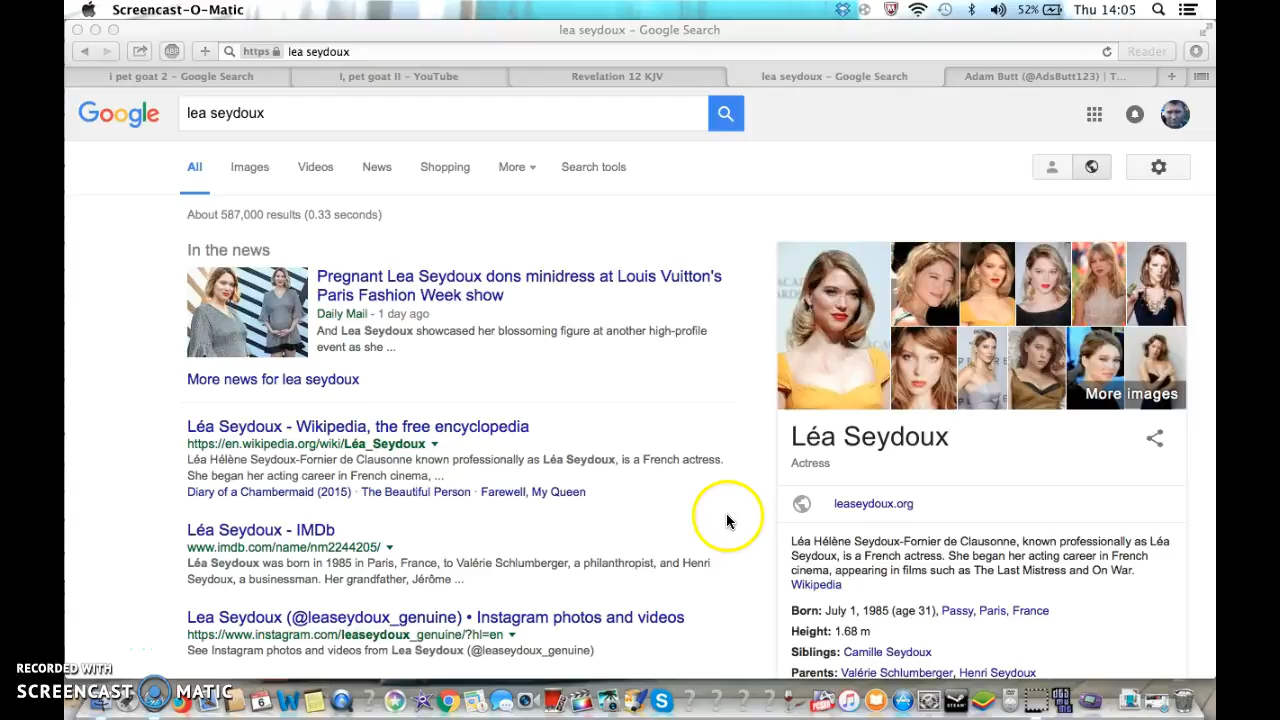 Screencast-O-Matic
52%
Thu 14:05
lea seydoux - Google Search
ABP
https
lea seydoux
Reader
i pet goat 2 - Google Search
I, pet goat II - YouTube
Revelation 12 KJV
lea seydoux - Google Search
Adam Butt (@AdsButt123) | T...
Google
lea seydoux
All
Images
Videos
News
Shopping
More
Search tools
About 587,000 results (0.33 seconds)
In the news
Pregnant Lea Seydoux dons minidress at Louis Vuitton's
Paris Fashion Week show
Daily Mail - 1 day ago
And Lea Seydoux showcased her blossoming figure at another high-profile
event as she ...
More news for lea seydoux
Léa Seydoux - Wikipedia, the free encyclopedia
https://en.wikipedia.org/wiki/Léa_Seydoux
Léa Hélène Seydoux-Fornier de Clausonne known professionally as Léa Seydoux, is a French actress.
She began her acting career in French cinema, ...
Diary of a Chambermaid (2015) · The Beautiful Person · Farewell, My Queen
Léa Seydoux - IMDb
www.imdb.com/name/nm2244205/
Léa Seydoux was born in 1985 in Paris, France, to Valérie Schlumberger, a philanthropist, and Henri
Seydoux, a businessman. Her grandfather, Jérôme ...
Lea Seydoux (@leaseydoux_genuine) • Instagram photos and videos
https://www.instagram.com/leaseydoux_genuine/?hl=en
See Instagram photos and videos from Lea Seydoux (@leaseydoux_genuine)
More images
Léa Seydoux
Actress
leaseydoux.org
Léa Hélène Seydoux-Fornier de Clausonne, known professionally as Léa
Seydoux, is a French actress. She began her acting career in French
cinema, appearing in films such as The Last Mistress and On War.
Wikipedia
Born: July 1, 1985 (age 31), Passy, Paris, France
Height: 1.68 m
Siblings: Camille Seydoux
Parents: Valérie Schlumberger, Henri Seydoux
RECORDED WITH
SCREENCAST MATIC